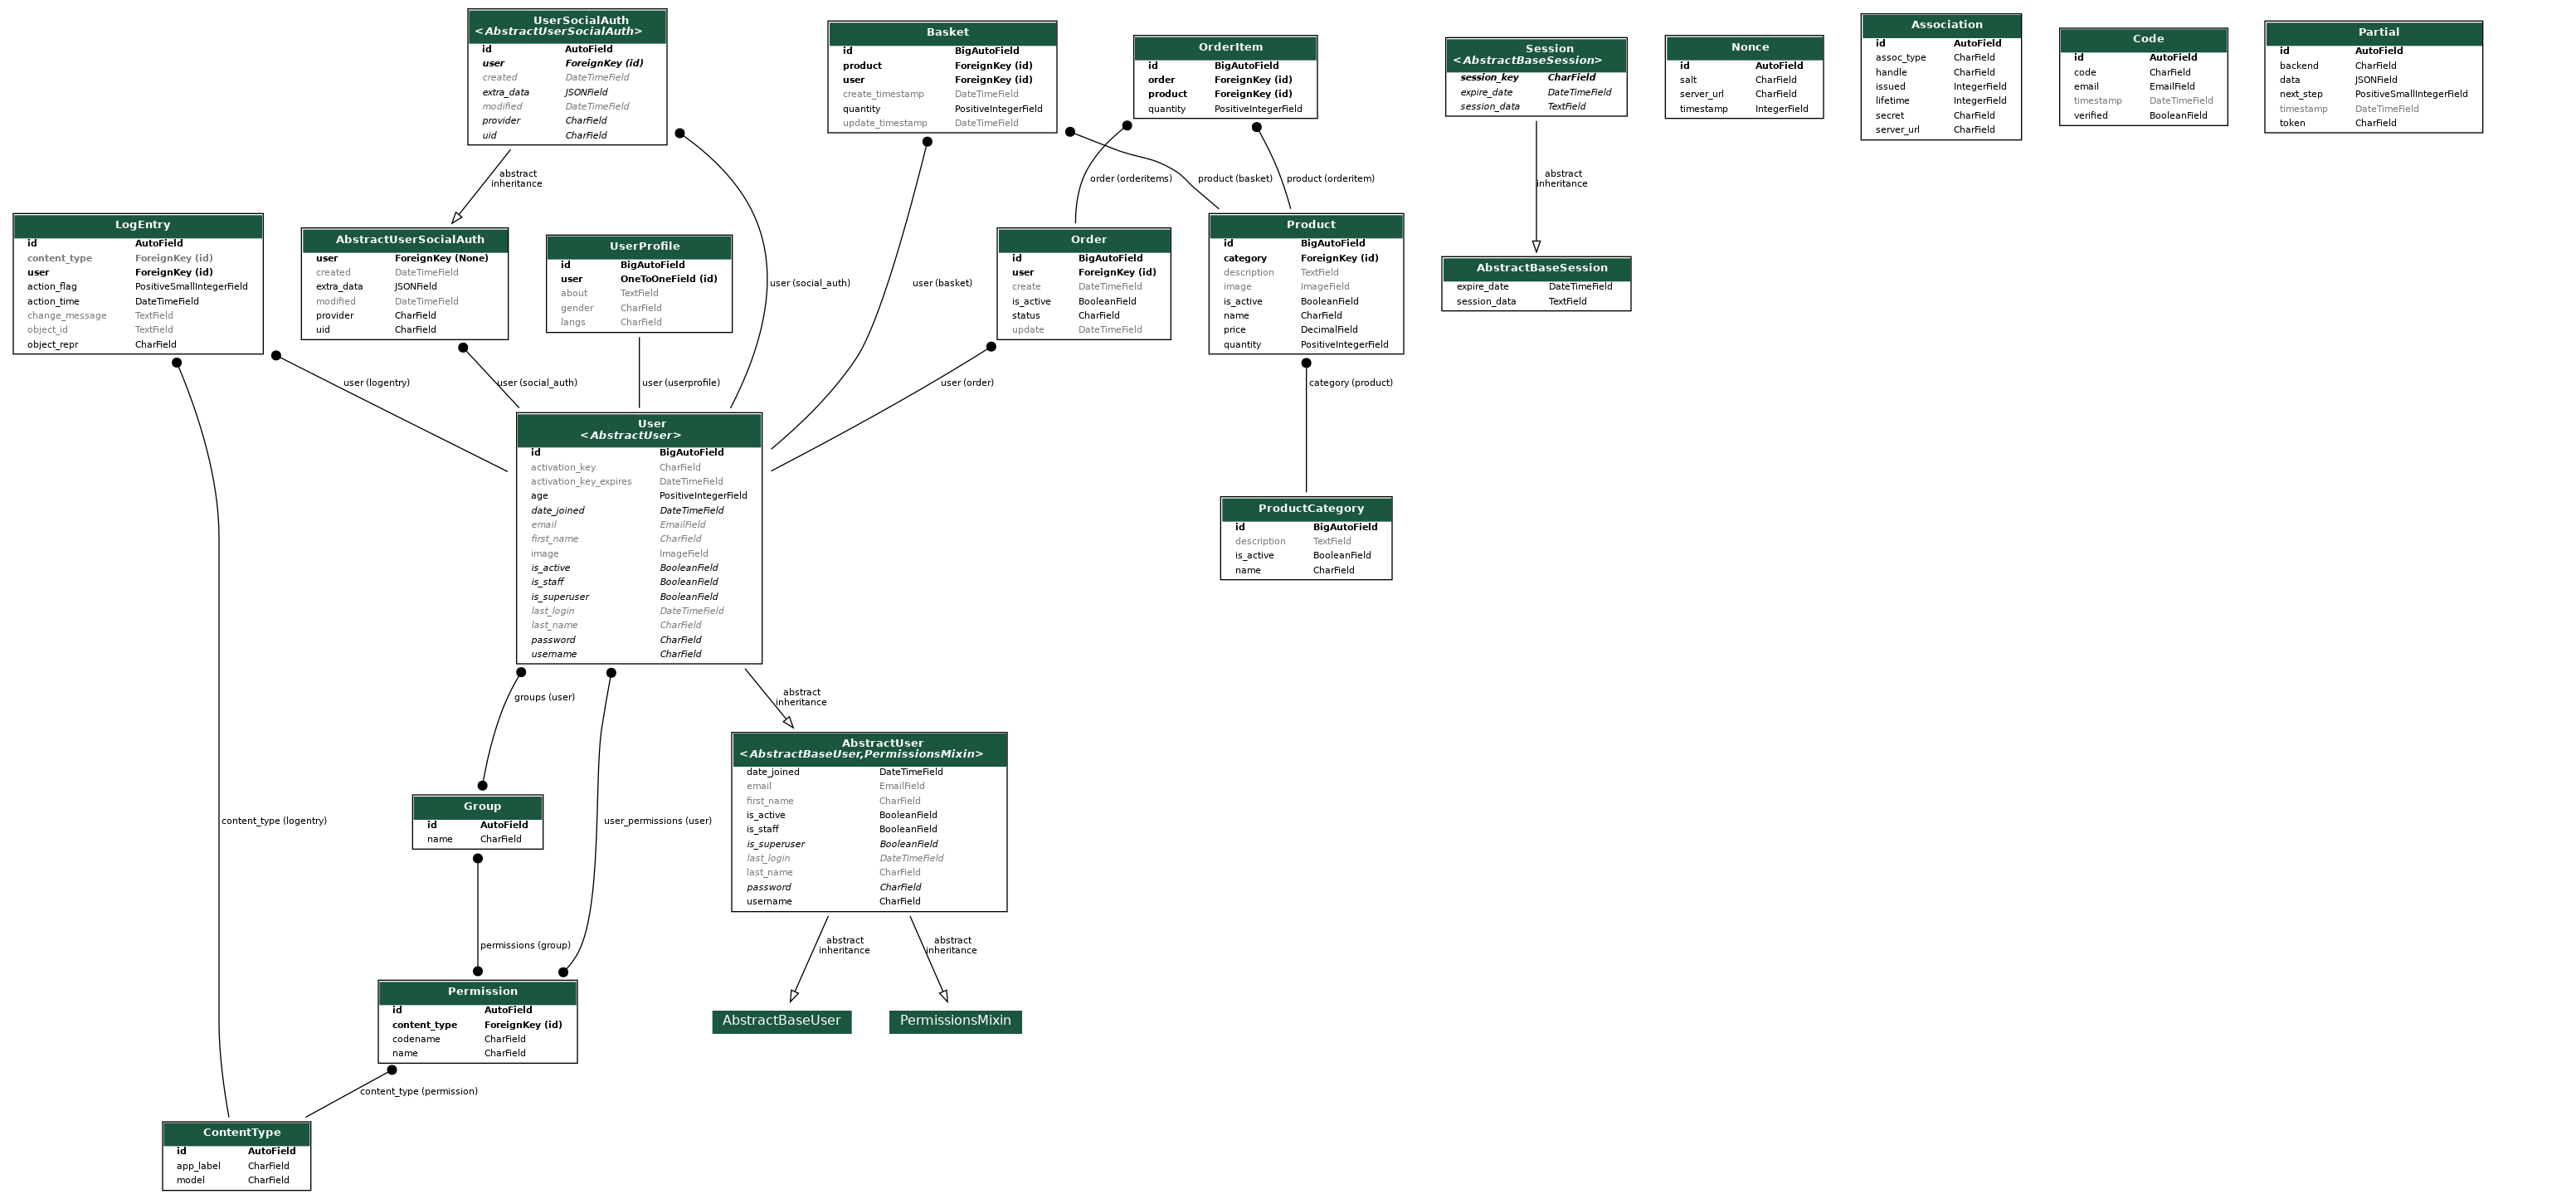 UserSocialAuth
<AbstractUserSocialAuth>
id AutoField
user ForeignKey (id)
created DateTimeField
extra_data JSONField
modified DateTimeField
provider CharField
uid CharField
Basket
id BigAutoField
product ForeignKey (id)
user ForeignKey (id)
create_timestamp DateTimeField
quantity PositiveIntegerField
update_timestamp DateTimeField
OrderItem
id BigAutoField
order ForeignKey (id)
product ForeignKey (id)
quantity PositiveIntegerField
Session
<AbstractBaseSession>
session_key CharField
expire_date DateTimeField
session_data TextField
Nonce
id AutoField
salt CharField
server_url CharField
timestamp IntegerField
Association
id AutoField
assoc_type CharField
handle CharField
issued IntegerField
lifetime IntegerField
secret CharField
server_url CharField
Code
id AutoField
code CharField
email EmailField
timestamp DateTimeField
verified BooleanField
Partial
id AutoField
backend CharField
data JSONField
next_step PositiveSmallIntegerField
timestamp DateTimeField
token CharField
abstract
inheritance
order (orderitems)
product (basket)
product (orderitem)
abstract
inheritance
LogEntry
id AutoField
content_type ForeignKey (id)
user ForeignKey (id)
action_flag PositiveSmallIntegerField
action_time DateTimeField
change_message TextField
object_id TextField
object_repr CharField
AbstractUserSocialAuth
user ForeignKey (None)
created DateTimeField
extra_data JSONField
modified DateTimeField
provider CharField
uid CharField
UserProfile
id BigAutoField
user OneToOneField (id)
about TextField
gender CharField
langs CharField
user (social_auth)
user (basket)
Order
id BigAutoField
user ForeignKey (id)
create DateTimeField
is_active BooleanField
status CharField
update DateTimeField
Product
id BigAutoField
category ForeignKey (id)
description TextField
image ImageField
is_active BooleanField
name CharField
price DecimalField
quantity PositiveIntegerField
AbstractBaseSession
expire_date DateTimeField
session_data TextField
user (logentry)
user (social_auth)
user (userprofile)
user (order)
category (product)
User
<AbstractUser>
id BigAutoField
activation_key CharField
activation_key_expires DateTimeField
age PositiveIntegerField
date_joined DateTimeField
email EmailField
first_name CharField
image ImageField
is_active BooleanField
is_staff BooleanField
is_superuser BooleanField
last_login DateTimeField
last_name CharField
password CharField
username CharField
ProductCategory
id BigAutoField
description TextField
is_active BooleanField
name CharField
groups (user)
abstract
inheritance
AbstractUser
<AbstractBaseUser,PermissionsMixin>
date_joined DateTimeField
email EmailField
first_name CharField
is_active BooleanField
is_staff BooleanField
is_superuser BooleanField
last_login DateTimeField
last_name CharField
password CharField
username CharField
Group
id AutoField
name CharField
content_type (logentry)
user_permissions (user)
permissions (group)
abstract
inheritance
abstract
inheritance
Permission
id AutoField
content_type ForeignKey (id)
codename CharField
name CharField
AbstractBaseUser
PermissionsMixin
content_type (permission)
ContentType
id AutoField
app_label CharField
model CharField